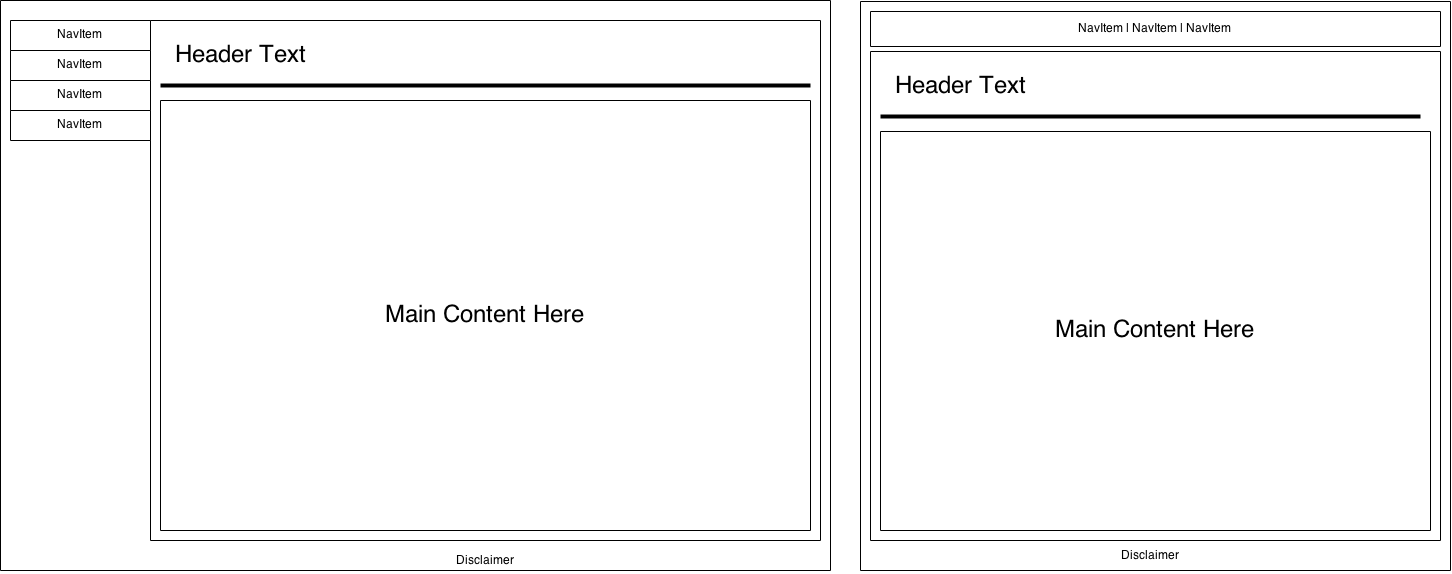 NavItem
NavItem
NavItem
NavItem
Header Text
Main Content Here
Disclaimer
NavItem | NavItem | NavItem
Header Text
Main Content Here
Disclaimer